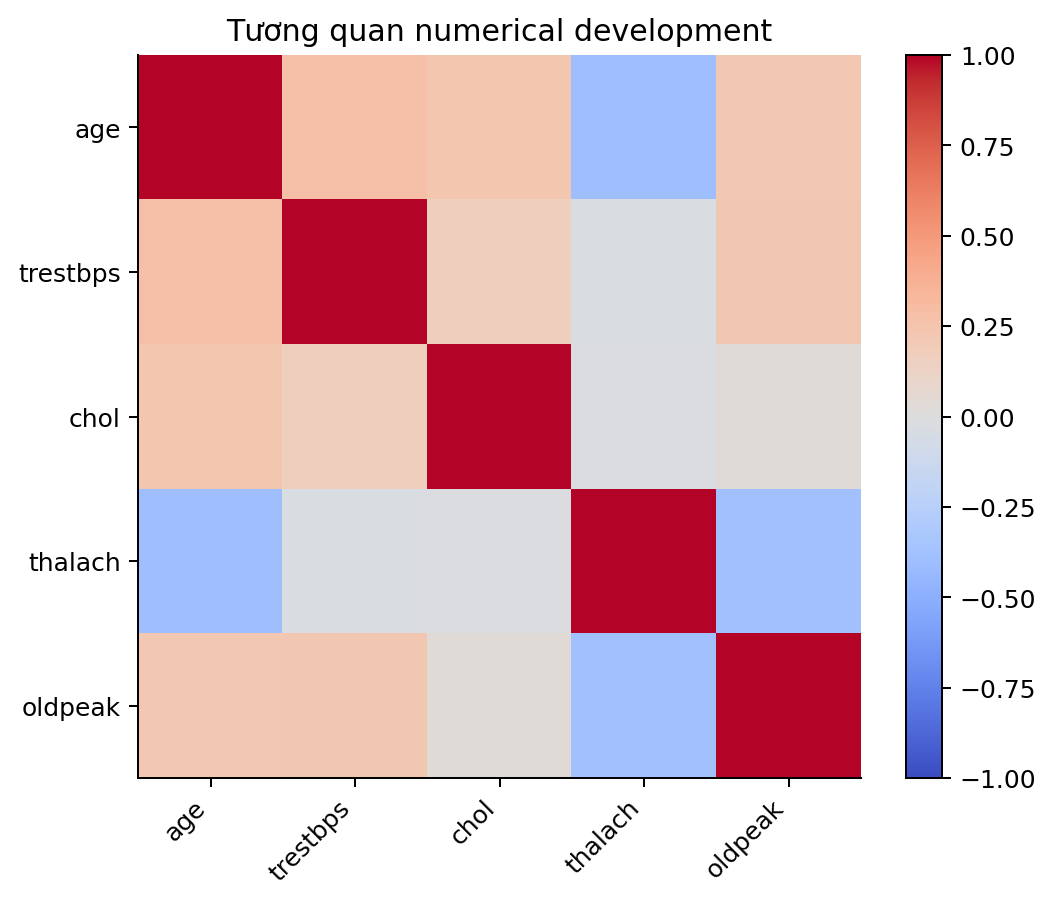 Tương quan numerical development
age
trestbps
chol
thalach
oldpeak
age
trestbps
chol
thalach
oldpeak
1.00
0.75
0.50
0.25
0.00
−0.25
−0.50
−0.75
−1.00